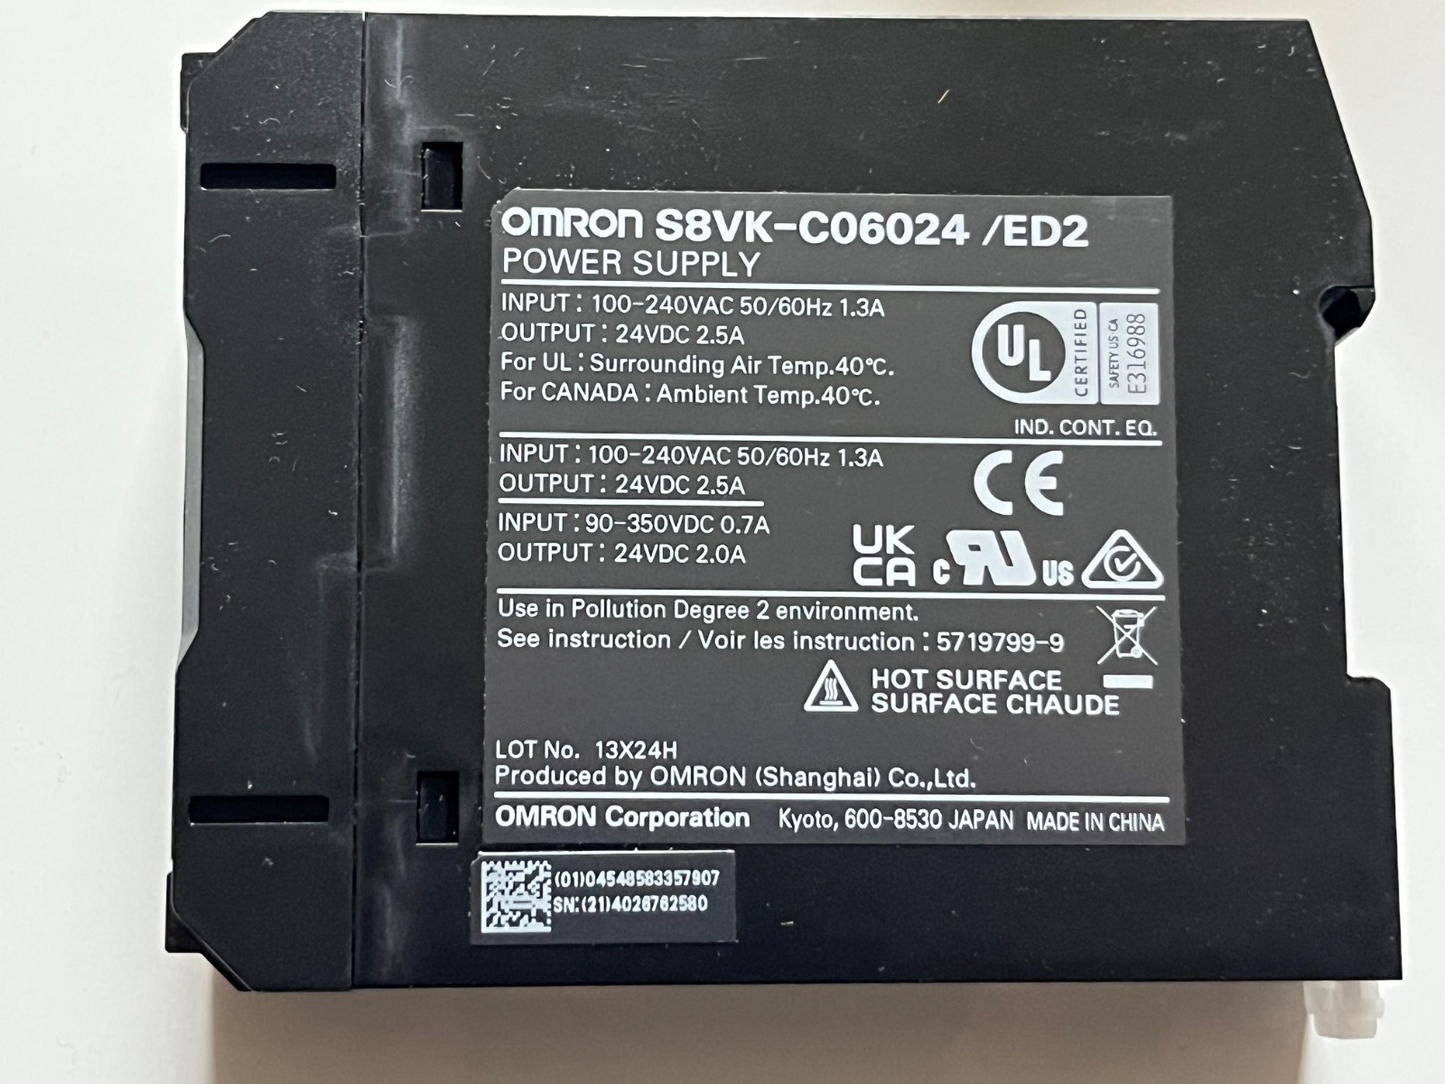 OMRON S8VK-C06024 /ED2
POWER SUPPLY
INPUT : 100-240VAC 50/60Hz 1.3A
OUTPUT : 24VDC 2.5A
For UL : Surrounding Air Temp.40℃.
For CANADA : Ambient Temp.40℃.
UL CERTIFIED
SAFETY US·CA
E316988
IND. CONT. EQ.
INPUT : 100-240VAC 50/60Hz 1.3A
OUTPUT : 24VDC 2.5A
CE
INPUT : 90-350VDC 0.7A
OUTPUT : 24VDC 2.0A
UK
CA
c RU US
Use in Pollution Degree 2 environment.
See instruction / Voir les instruction : 5719799-9
HOT SURFACE
SURFACE CHAUDE
LOT No. 13X24H
Produced by OMRON (Shanghai) Co.,Ltd.
OMRON Corporation Kyoto, 600-8530 JAPAN MADE IN CHINA
(01)04548583357907
SN:(21)4026762580